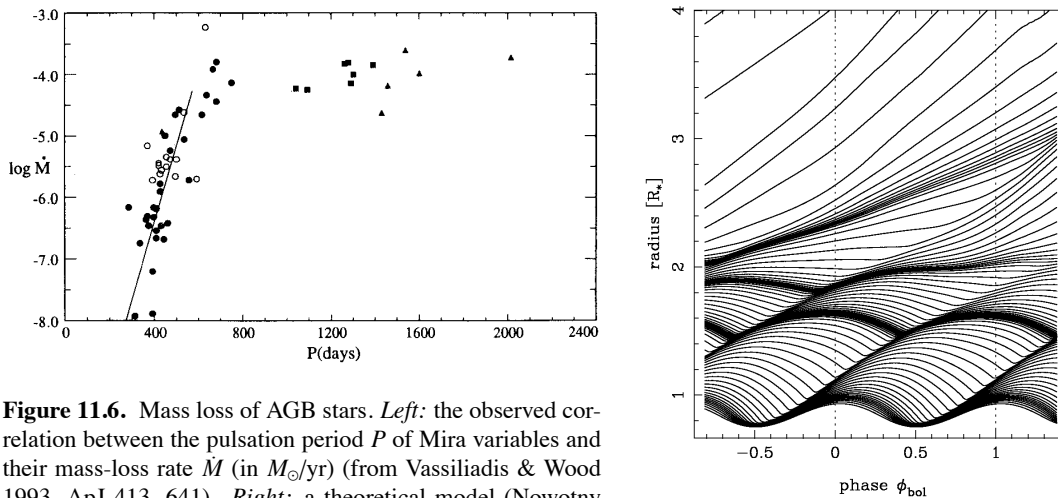 -3.0
-4.0
-5.0
log Ṁ
-6.0
-7.0
-8.0
0 400 800 1200 1600 2000 2400
P(days)
4
3
2
1
radius [R*]
−0.5 0 0.5 1
phase ϕbol
Figure 11.6. Mass loss of AGB stars. Left: the observed cor-
relation between the pulsation period P of Mira variables and
their mass-loss rate Ṁ (in M⊙/yr) (from Vassiliadis & Wood
1993, ApJ 413, 641). Right: a theoretical model (Nowotny